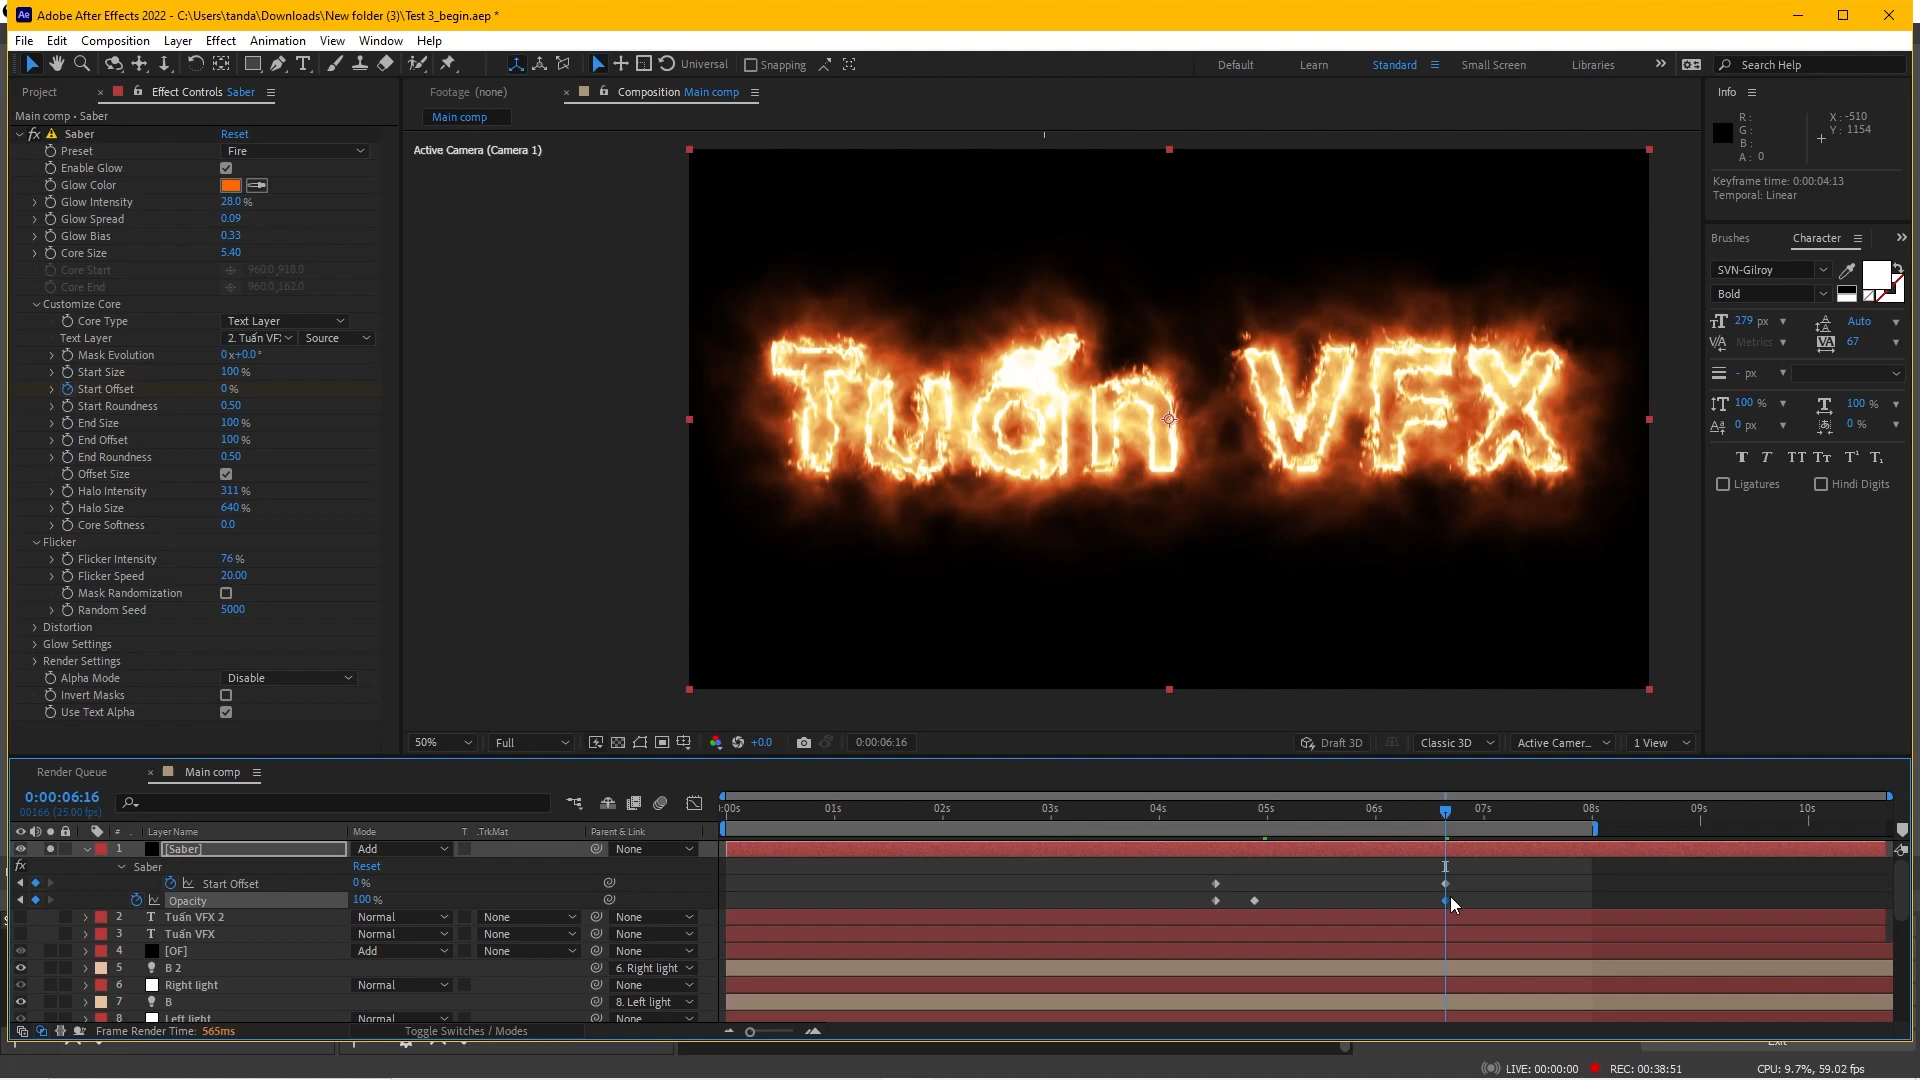 Adobe After Effects 2022 - C:\Users\tanda\Downloads\New folder (3)\Test 3_begin.aep *
File Edit Composition Layer Effect Animation View Window Help
Universal Snapping Default Learn Standard Small Screen Libraries Search Help
Project Effect Controls Saber
Main comp • Saber
fx Saber Reset
Preset Fire
Enable Glow
Glow Color
Glow Intensity 28.0 %
Glow Spread 0.09
Glow Bias 0.33
Core Size 5.40
Core Start 960.0,918.0
Core End 960.0,162.0
Customize Core
Core Type Text Layer
Text Layer 2. Tuấn VF Source
Mask Evolution 0x+0.0°
Start Size 100 %
Start Offset 0 %
Start Roundness 0.50
End Size 100 %
End Offset 100 %
End Roundness 0.50
Offset Size
Halo Intensity 311 %
Halo Size 640 %
Core Softness 0.0
Flicker
Flicker Intensity 76 %
Flicker Speed 20.00
Mask Randomization
Random Seed 5000
Distortion
Glow Settings
Render Settings
Alpha Mode Disable
Invert Masks
Use Text Alpha
Footage (none) Composition Main comp
Main comp
Active Camera (Camera 1)
Tuấn VFX
50% Full +0.0 0:00:06:16 Draft 3D Classic 3D Active Camer... 1 View
Info
R : X : -510
G : Y : 1154
B :
A : 0
Keyframe time: 0:00:04:13
Temporal: Linear
Brushes Character
SVN-Gilroy
Bold
279 px Auto
Metrics 67
- px
100 % 100 %
0 px 0 %
Ligatures Hindi Digits
Render Queue Main comp
0:00:06:16
00166 (25.00 fps)
# Layer Name Mode T .TrkMat Parent & Link
:00s 01s 02s 03s 04s 05s 06s 07s 08s 09s 10s
1 [Saber] Add None
fx Saber Reset
Start Offset 0 %
Opacity 100 %
2 T Tuấn VFX 2 Normal None None
3 T Tuấn VFX Normal None None
4 [OF] Add None None
5 B 2 6. Right light
6 Right light Normal None
7 B 8. Left light
8 Left light Normal None
Frame Render Time: 565ms Toggle Switches / Modes
Exit
LIVE: 00:00:00 REC: 00:38:51 CPU: 9.7%, 59.02 fps